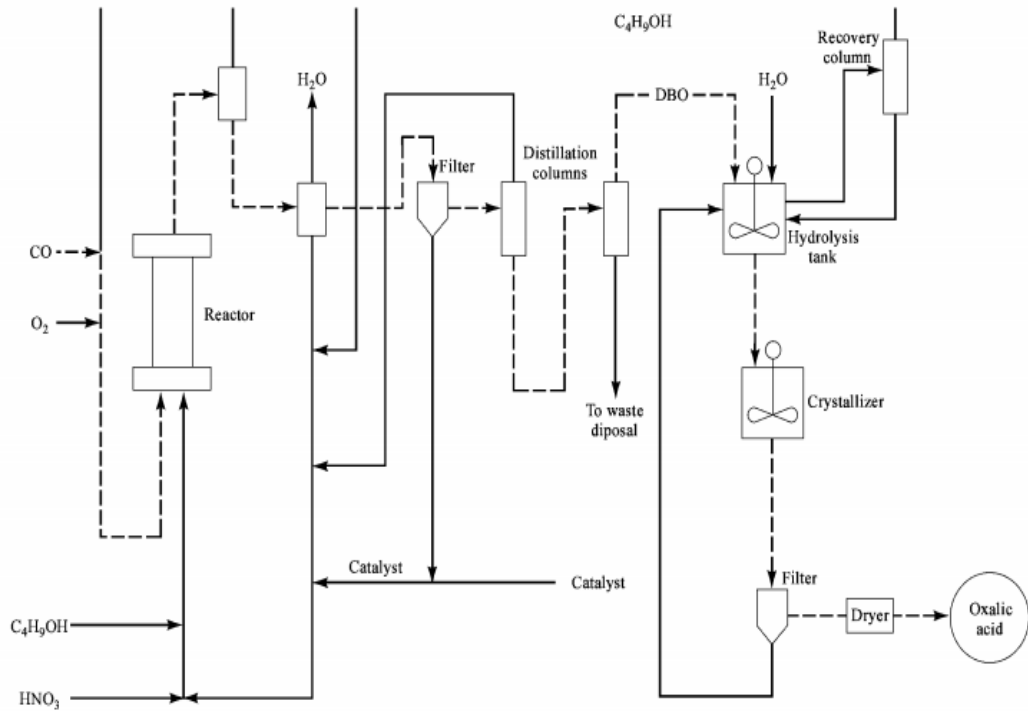 C₄H₉OH
Recovery
column
H₂O
H₂O
DBO
Filter
Distillation
columns
CO
Hydrolysis
tank
O₂
Reactor
To waste
diposal
Crystallizer
Catalyst
Catalyst
Filter
C₄H₉OH
Dryer
Oxalic
acid
HNO₃